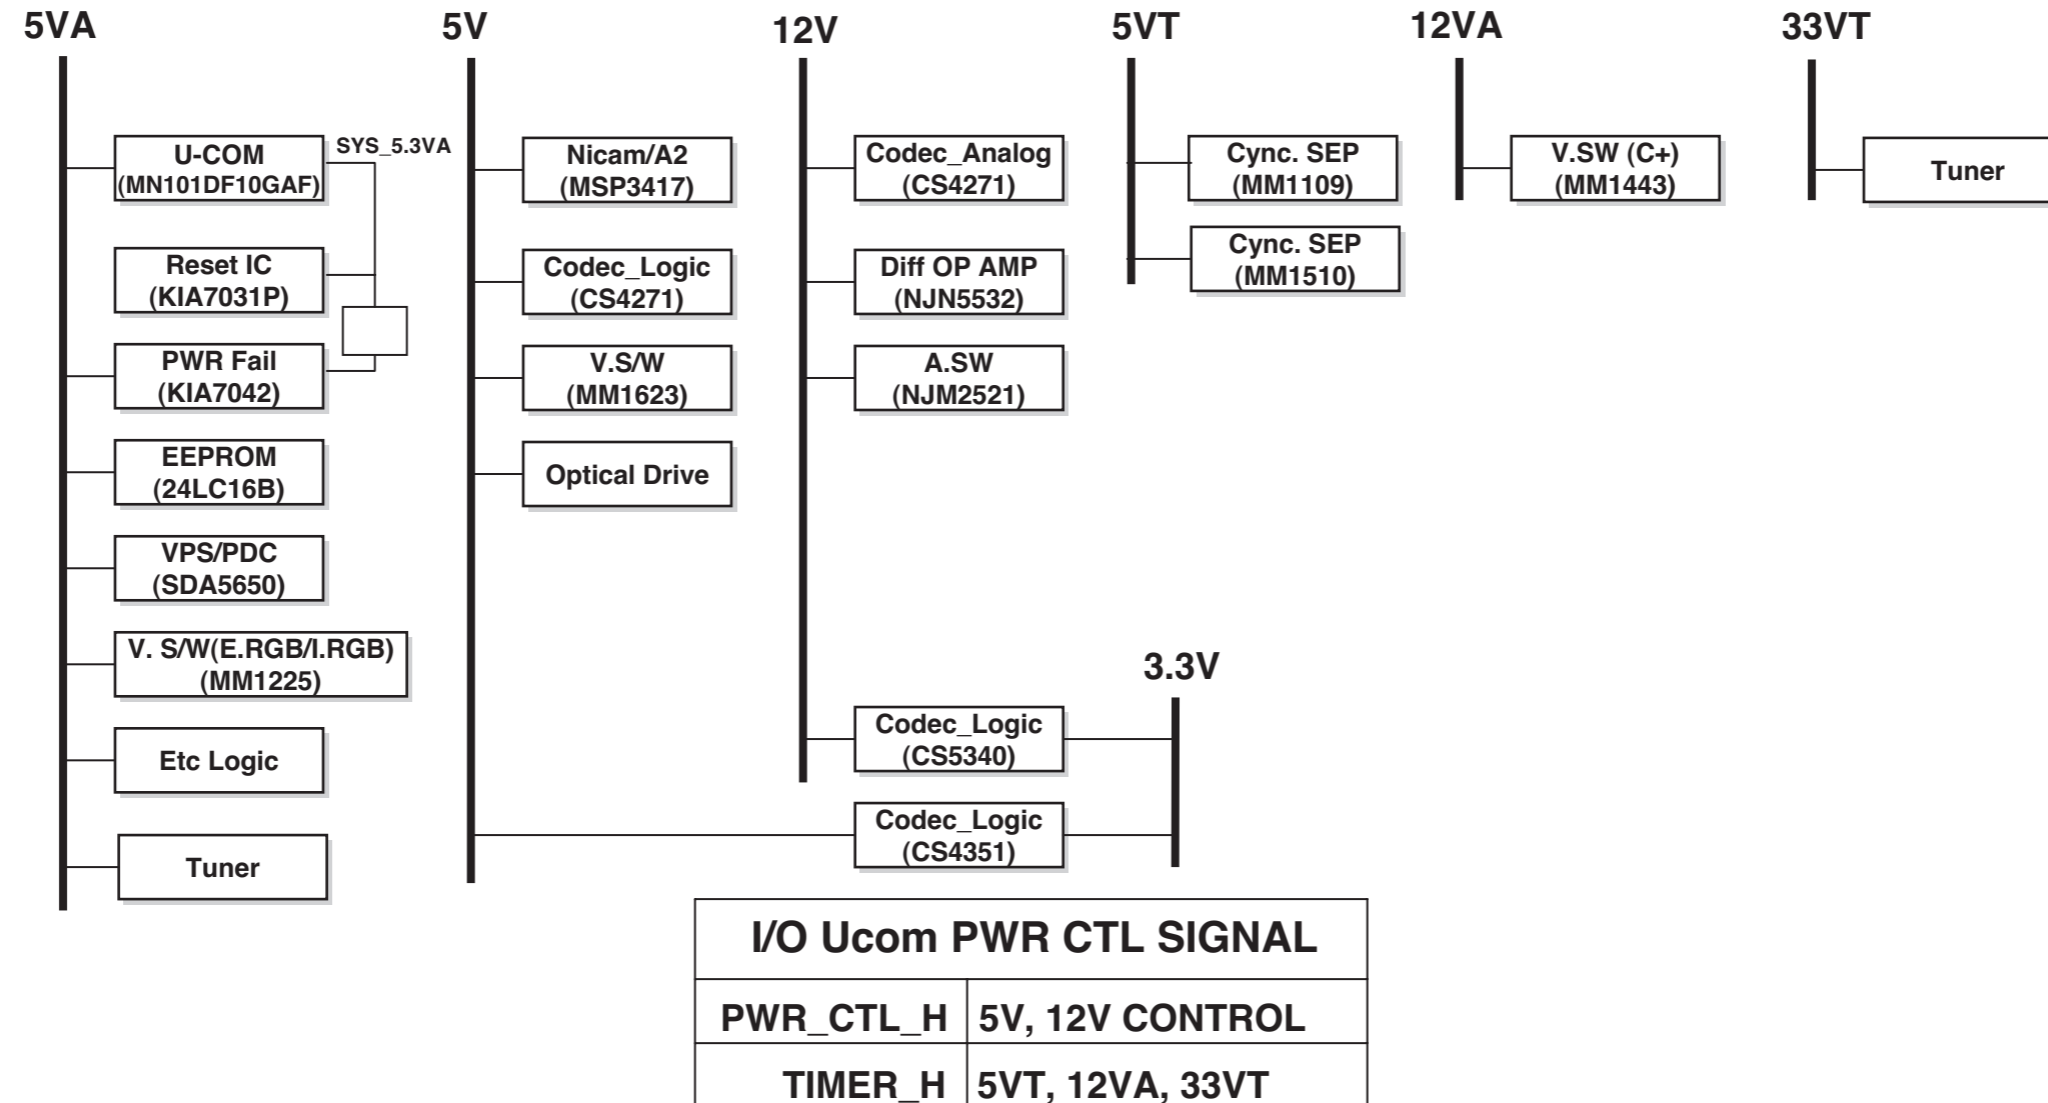 5VA
5V
12V
5VT
12VA
33VT
U-COM
(MN101DF10GAF)
SYS_5.3VA
Reset IC
(KIA7031P)
PWR Fail
(KIA7042)
EEPROM
(24LC16B)
VPS/PDC
(SDA5650)
V. S/W(E.RGB/I.RGB)
(MM1225)
Etc Logic
Tuner
Nicam/A2
(MSP3417)
Codec_Logic
(CS4271)
V.S/W
(MM1623)
Optical Drive
Codec_Analog
(CS4271)
Diff OP AMP
(NJN5532)
A.SW
(NJM2521)
Codec_Logic
(CS5340)
Codec_Logic
(CS4351)
3.3V
Cync. SEP
(MM1109)
Cync. SEP
(MM1510)
V.SW (C+)
(MM1443)
Tuner
I/O Ucom PWR CTL SIGNAL
PWR_CTL_H 5V, 12V CONTROL
TIMER_H 5VT, 12VA, 33VT